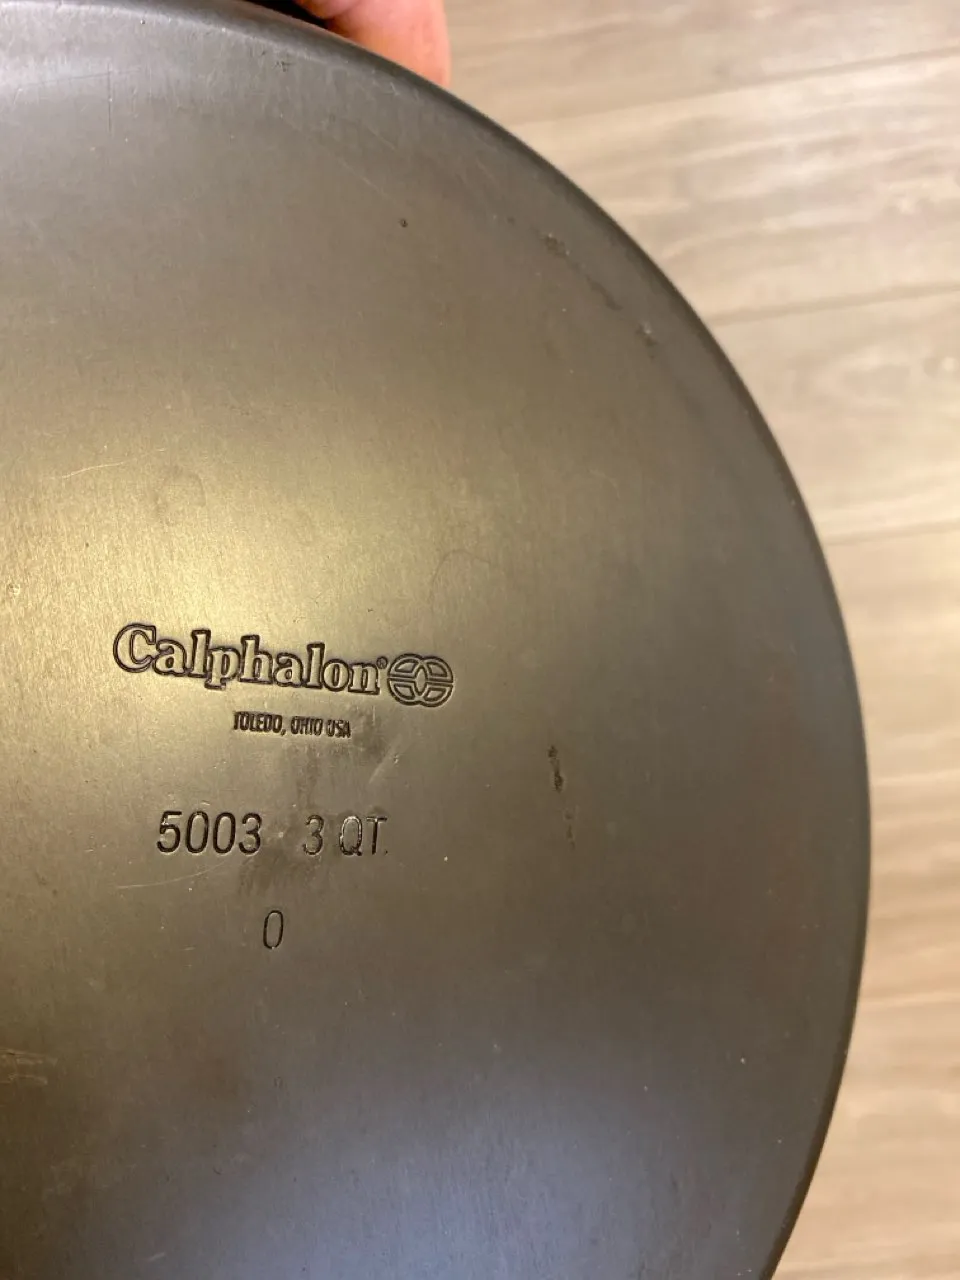 Calphalon®
TOLEDO, OHIO USA
5003 3 QT.
0